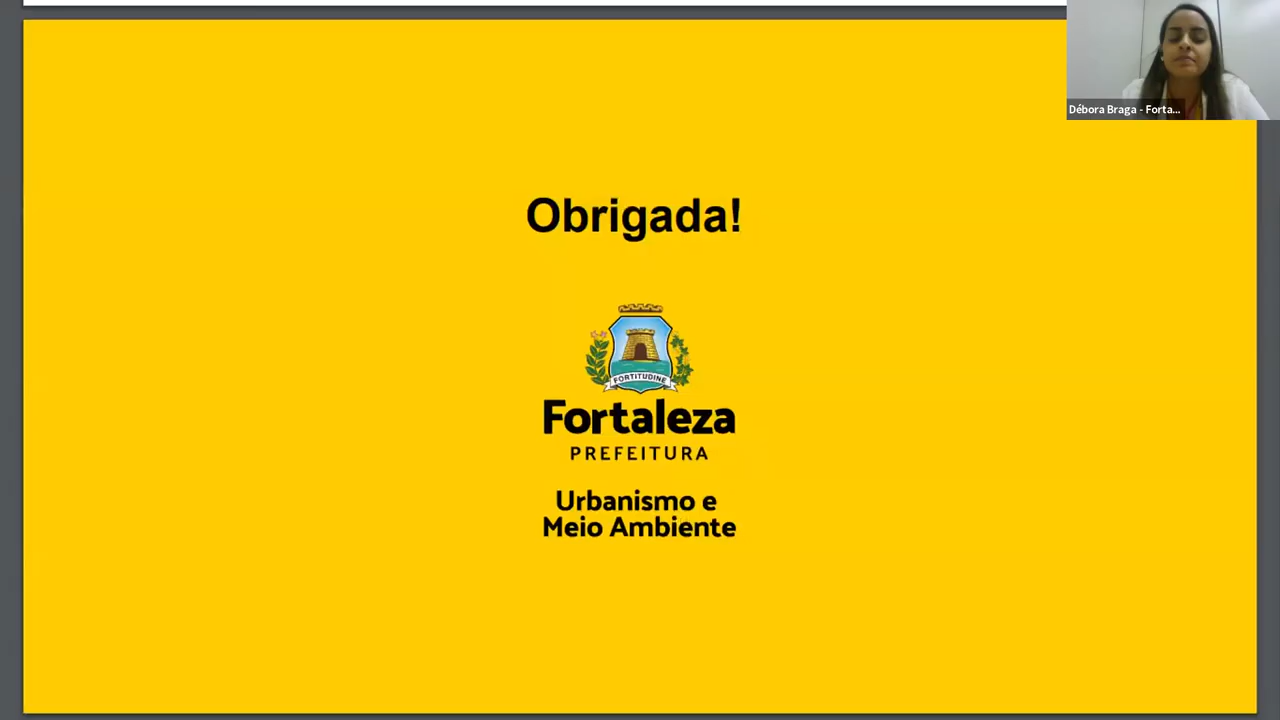 Débora Braga - Forta...
Obrigada!
FORTITUDINE
Fortaleza
PREFEITURA
Urbanismo e
Meio Ambiente